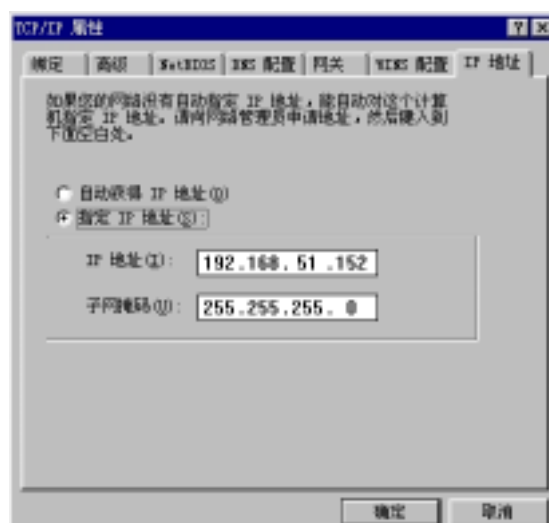 TCP/IP 属性
绑定 高级 NetBIOS DNS 配置 网关 WINS 配置 IP 地址
如果您的网络没有自动指定 IP 地址，能自动对这个计算
机指定 IP 地址。请向网络管理员申请地址，然后键入到
下面空白处。
自动获得 IP 地址(O)
指定 IP 地址(S):
IP 地址(I): 192.168. 51 .152
子网掩码(U): 255.255.255. 0
确定 取消